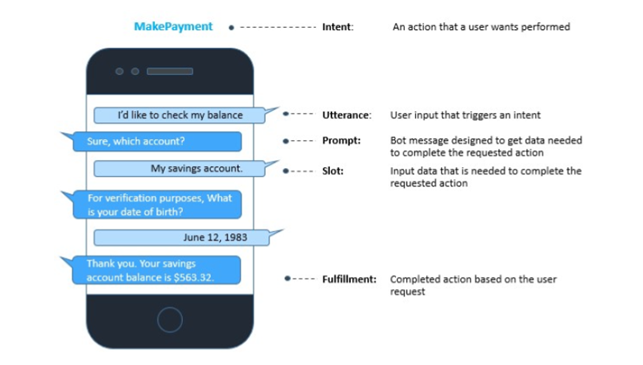 MakePayment
Intent: An action that a user wants performed
I'd like to check my balance
Utterance: User input that triggers an intent
Sure, which account?
Prompt: Bot message designed to get data needed
to complete the requested action
My savings account.
Slot: Input data that is needed to complete the
requested action
For verification purposes, What
is your date of birth?
June 12, 1983
Thank you. Your savings
account balance is $563.32.
Fulfillment: Completed action based on the user
request